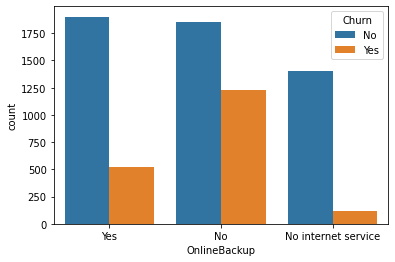 Churn
No
Yes
1750
1500
1250
1000
750
500
250
0
count
Yes
No
No internet service
OnlineBackup